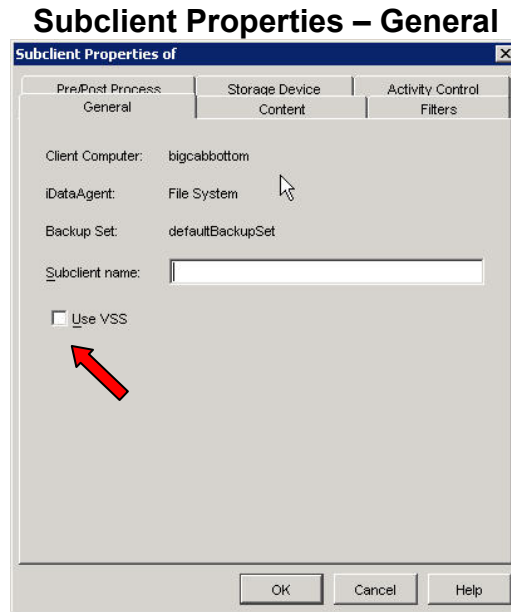 Subclient Properties – General
Subclient Properties of
Pre/Post Process Storage Device Activity Control
General Content Filters
Client Computer: bigcabbottom
iDataAgent: File System
Backup Set: defaultBackupSet
Subclient name:
Use VSS
OK Cancel Help